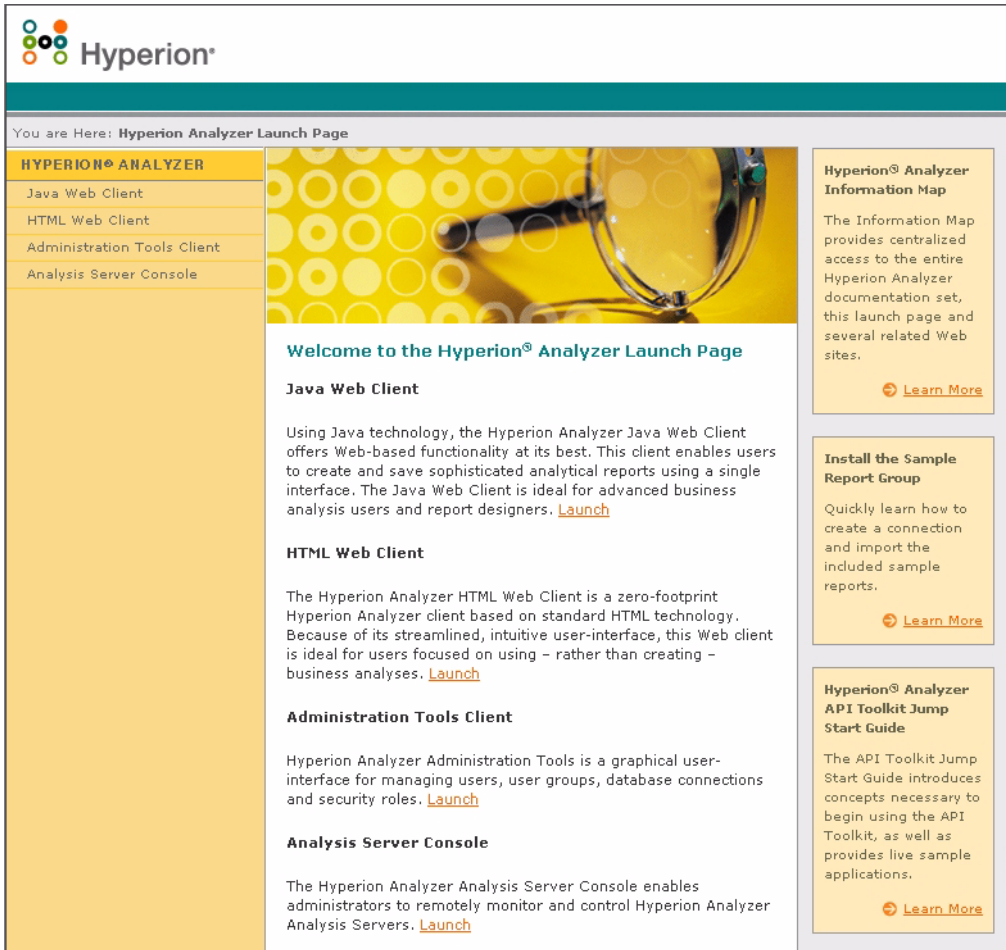 Hyperion®
You are Here: Hyperion Analyzer Launch Page
HYPERION® ANALYZER
Java Web Client
HTML Web Client
Administration Tools Client
Analysis Server Console
Welcome to the Hyperion® Analyzer Launch Page
Java Web Client
Using Java technology, the Hyperion Analyzer Java Web Client
offers Web-based functionality at its best. This client enables users
to create and save sophisticated analytical reports using a single
interface. The Java Web Client is ideal for advanced business
analysis users and report designers. Launch
HTML Web Client
The Hyperion Analyzer HTML Web Client is a zero-footprint
Hyperion Analyzer client based on standard HTML technology.
Because of its streamlined, intuitive user-interface, this Web client
is ideal for users focused on using – rather than creating –
business analyses. Launch
Administration Tools Client
Hyperion Analyzer Administration Tools is a graphical user-
interface for managing users, user groups, database connections
and security roles. Launch
Analysis Server Console
The Hyperion Analyzer Analysis Server Console enables
administrators to remotely monitor and control Hyperion Analyzer
Analysis Servers. Launch
Hyperion® Analyzer
Information Map
The Information Map
provides centralized
access to the entire
Hyperion Analyzer
documentation set,
this launch page and
several related Web
sites.
Learn More
Install the Sample
Report Group
Quickly learn how to
create a connection
and import the
included sample
reports.
Learn More
Hyperion® Analyzer
API Toolkit Jump
Start Guide
The API Toolkit Jump
Start Guide introduces
concepts necessary to
begin using the API
Toolkit, as well as
provides live sample
applications.
Learn More